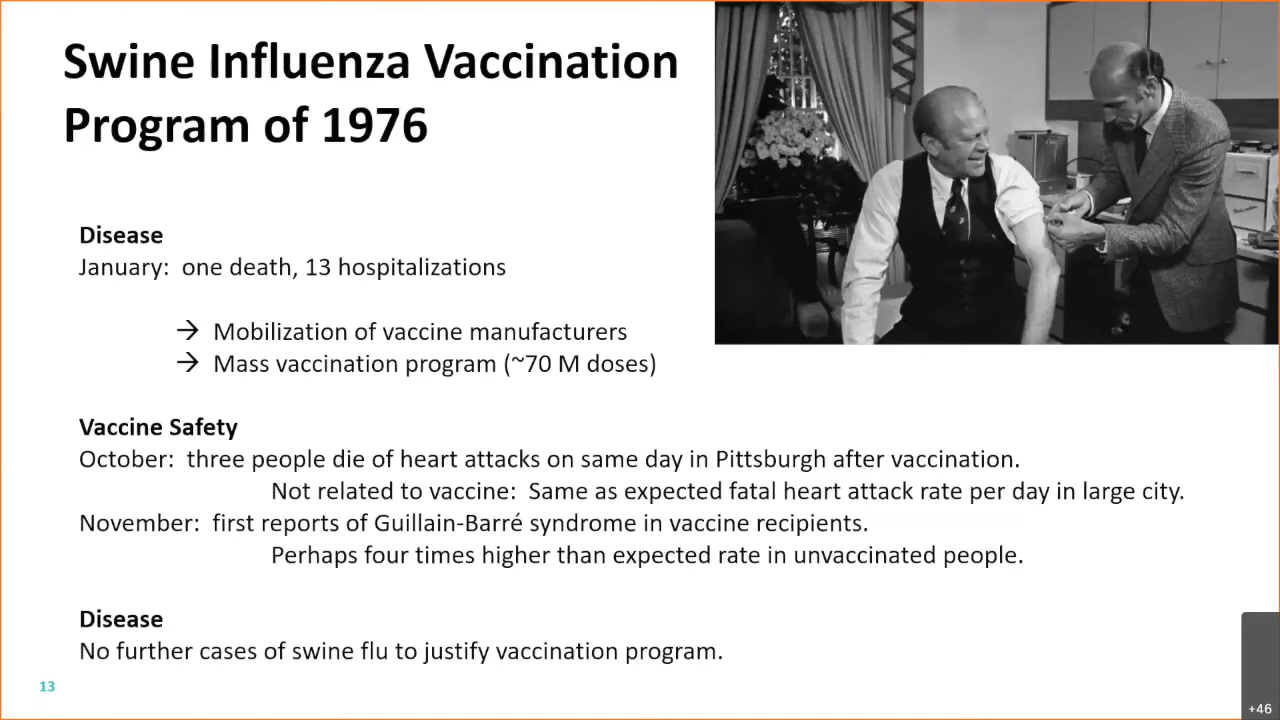 Swine Influenza Vaccination
Program of 1976
Disease
January: one death, 13 hospitalizations
→ Mobilization of vaccine manufacturers
→ Mass vaccination program (~70 M doses)
Vaccine Safety
October: three people die of heart attacks on same day in Pittsburgh after vaccination.
Not related to vaccine: Same as expected fatal heart attack rate per day in large city.
November: first reports of Guillain-Barré syndrome in vaccine recipients.
Perhaps four times higher than expected rate in unvaccinated people.
Disease
No further cases of swine flu to justify vaccination program.
13
+46